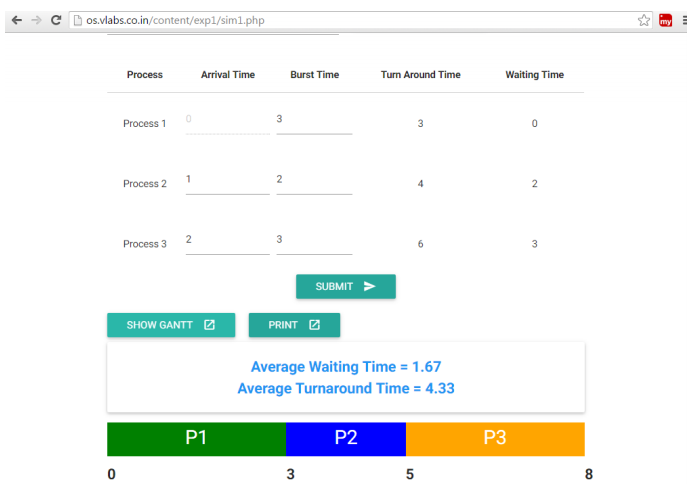 os.vlabs.co.in/content/exp1/sim1.php
my
Process Arrival Time Burst Time Turn Around Time Waiting Time
Process 1 0 3 3 0
Process 2 1 2 4 2
Process 3 2 3 6 3
SUBMIT
SHOW GANTT PRINT
Average Waiting Time = 1.67
Average Turnaround Time = 4.33
P1 P2 P3
0 3 5 8